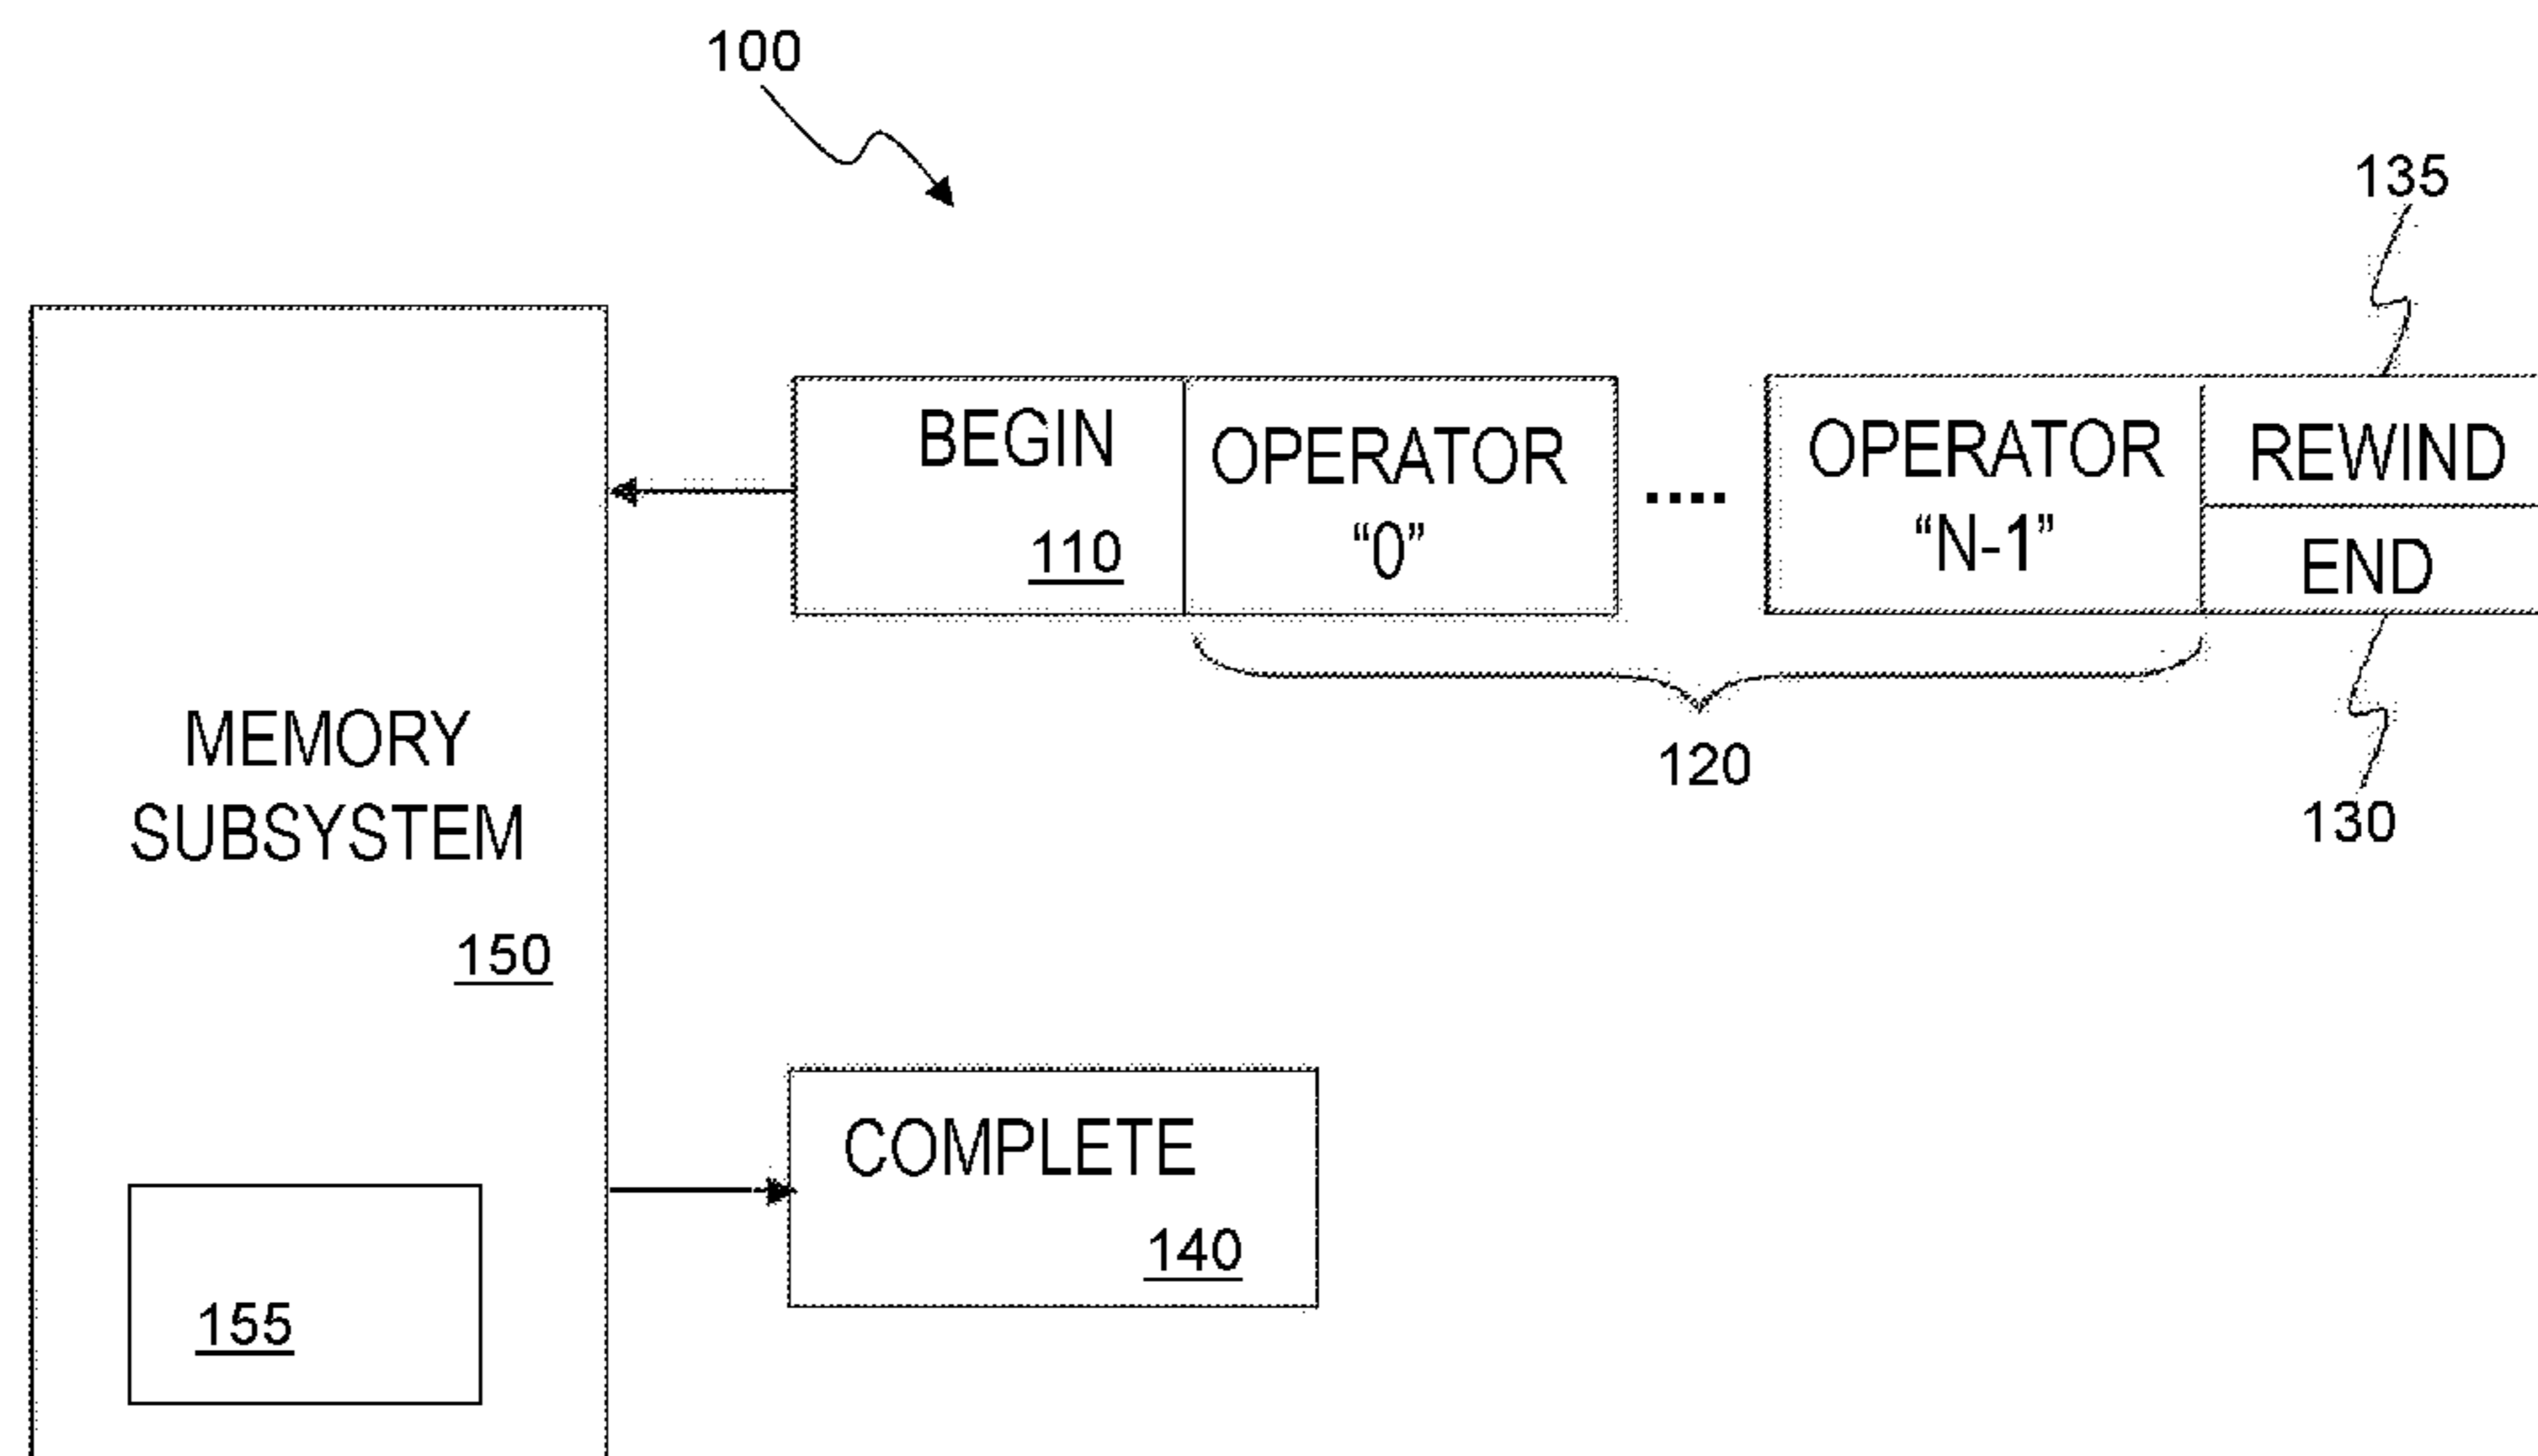 100
135
BEGIN
110
OPERATOR
“0”
....
OPERATOR
“N-1”
REWIND
END
120
130
MEMORY
SUBSYSTEM
150
COMPLETE
140
155